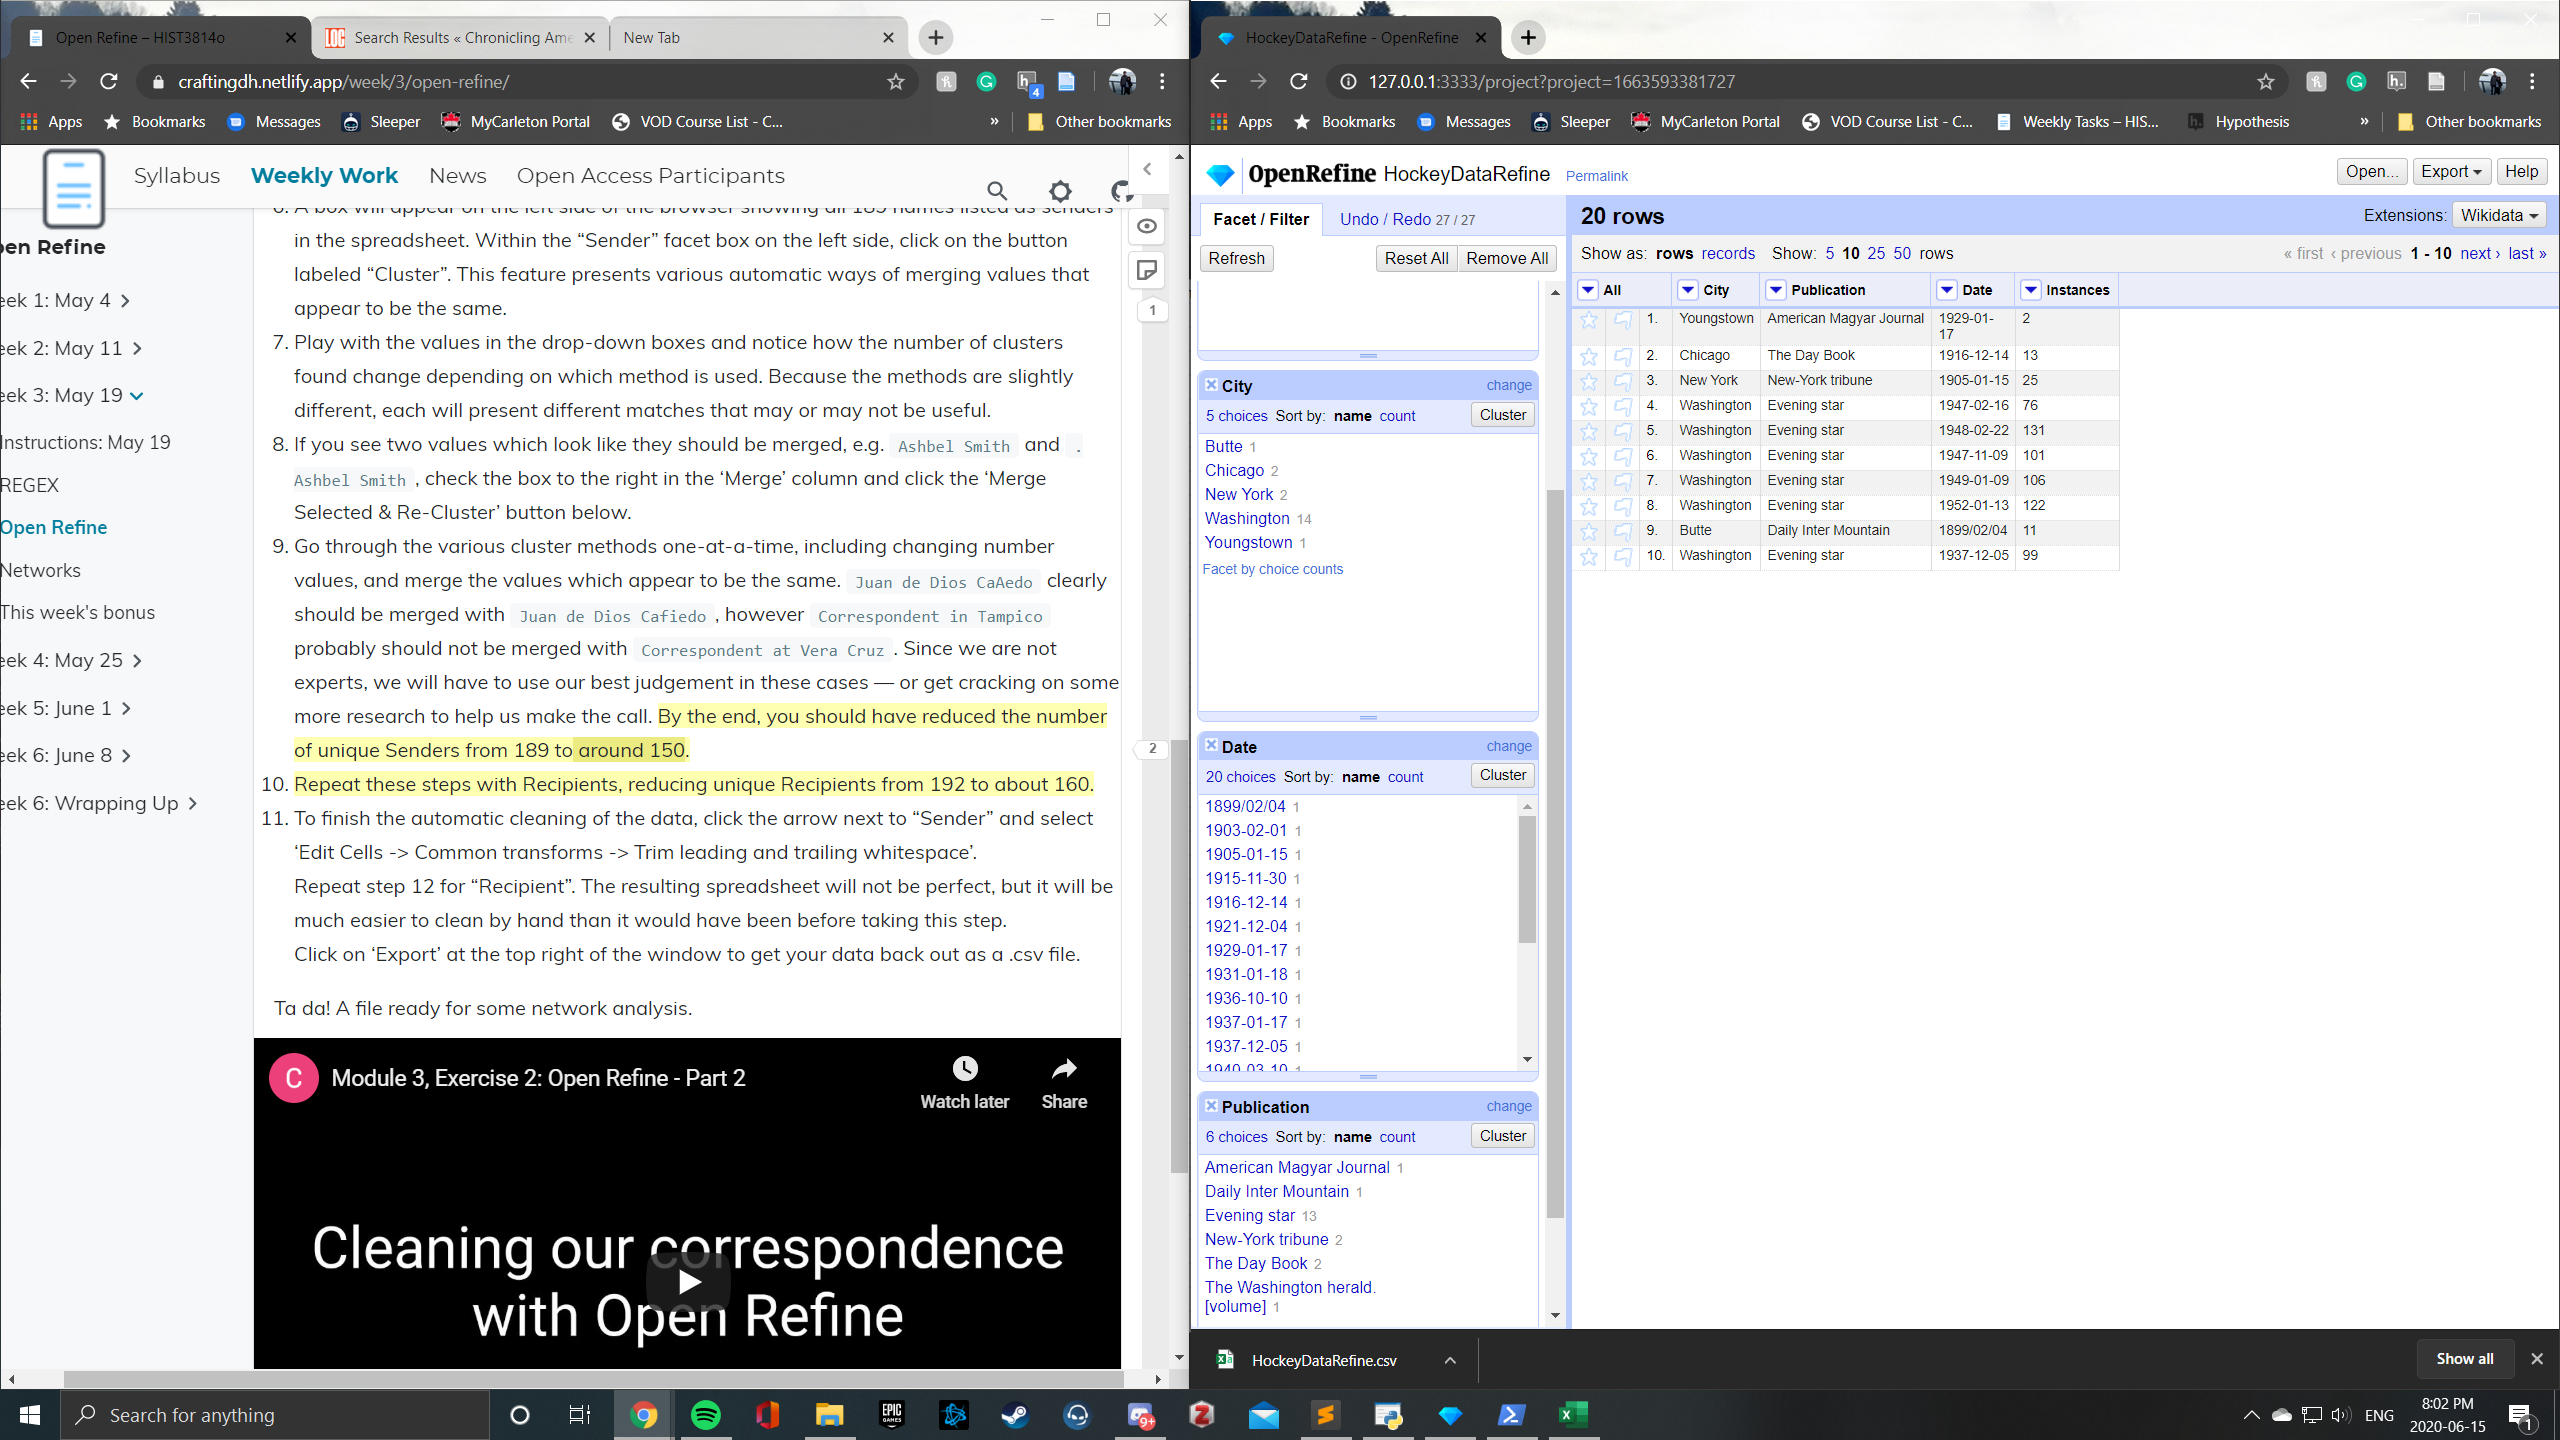 Open Refine – HIST3814o
Search Results « Chronicling Ame
New Tab
craftingdh.netlify.app/week/3/open-refine/
4
Apps
Bookmarks
Messages
Sleeper
MyCarleton Portal
VOD Course List - C...
»
Other bookmarks
Syllabus
Weekly Work
News
Open Access Participants
pen Refine
eek 1: May 4
eek 2: May 11
eek 3: May 19
Instructions: May 19
REGEX
Open Refine
Networks
This week's bonus
eek 4: May 25
eek 5: June 1
eek 6: June 8
eek 6: Wrapping Up
6. A box will appear on the left side of the browser showing all 189 names listed as senders
in the spreadsheet. Within the “Sender” facet box on the left side, click on the button
labeled “Cluster”. This feature presents various automatic ways of merging values that
appear to be the same.
7. Play with the values in the drop-down boxes and notice how the number of clusters
found change depending on which method is used. Because the methods are slightly
different, each will present different matches that may or may not be useful.
8. If you see two values which look like they should be merged, e.g. Ashbel Smith and .
Ashbel Smith , check the box to the right in the ‘Merge’ column and click the ‘Merge
Selected & Re-Cluster’ button below.
9. Go through the various cluster methods one-at-a-time, including changing number
values, and merge the values which appear to be the same. Juan de Dios CaAedo clearly
should be merged with Juan de Dios Cafiedo , however Correspondent in Tampico
probably should not be merged with Correspondent at Vera Cruz . Since we are not
experts, we will have to use our best judgement in these cases — or get cracking on some
more research to help us make the call. By the end, you should have reduced the number
of unique Senders from 189 to around 150.
10. Repeat these steps with Recipients, reducing unique Recipients from 192 to about 160.
11. To finish the automatic cleaning of the data, click the arrow next to “Sender” and select
‘Edit Cells -> Common transforms -> Trim leading and trailing whitespace’.
Repeat step 12 for “Recipient”. The resulting spreadsheet will not be perfect, but it will be
much easier to clean by hand than it would have been before taking this step.
Click on ‘Export’ at the top right of the window to get your data back out as a .csv file.
Ta da! A file ready for some network analysis.
1
2
C
Module 3, Exercise 2: Open Refine - Part 2
Watch later
Share
Cleaning our correspondence
with Open Refine
HockeyDataRefine - OpenRefine
127.0.0.1:3333/project?project=1663593381727
Apps
Bookmarks
Messages
Sleeper
MyCarleton Portal
VOD Course List - C...
Weekly Tasks – HIS...
Hypothesis
»
Other bookmarks
OpenRefine HockeyDataRefine Permalink
Open... Export Help
Facet / Filter
Undo / Redo 27 / 27
Refresh
Reset All
Remove All
City
change
5 choices Sort by: name count
Cluster
Butte 1
Chicago 2
New York 2
Washington 14
Youngstown 1
Facet by choice counts
Date
change
20 choices Sort by: name count
Cluster
1899/02/04 1
1903-02-01 1
1905-01-15 1
1915-11-30 1
1916-12-14 1
1921-12-04 1
1929-01-17 1
1931-01-18 1
1936-10-10 1
1937-01-17 1
1937-12-05 1
1940-03-10 1
Publication
change
6 choices Sort by: name count
Cluster
American Magyar Journal 1
Daily Inter Mountain 1
Evening star 13
New-York tribune 2
The Day Book 2
The Washington herald.
[volume] 1
20 rows
Extensions: Wikidata
Show as: rows records Show: 5 10 25 50 rows
« first ‹ previous 1 - 10 next › last »
All City Publication Date Instances
1. Youngstown American Magyar Journal 1929-01-
17 2
2. Chicago The Day Book 1916-12-14 13
3. New York New-York tribune 1905-01-15 25
4. Washington Evening star 1947-02-16 76
5. Washington Evening star 1948-02-22 131
6. Washington Evening star 1947-11-09 101
7. Washington Evening star 1949-01-09 106
8. Washington Evening star 1952-01-13 122
9. Butte Daily Inter Mountain 1899/02/04 11
10. Washington Evening star 1937-12-05 99
HockeyDataRefine.csv
Show all
Search for anything
EPIC
GAMES
9+
ENG
8:02 PM
2020-06-15
1